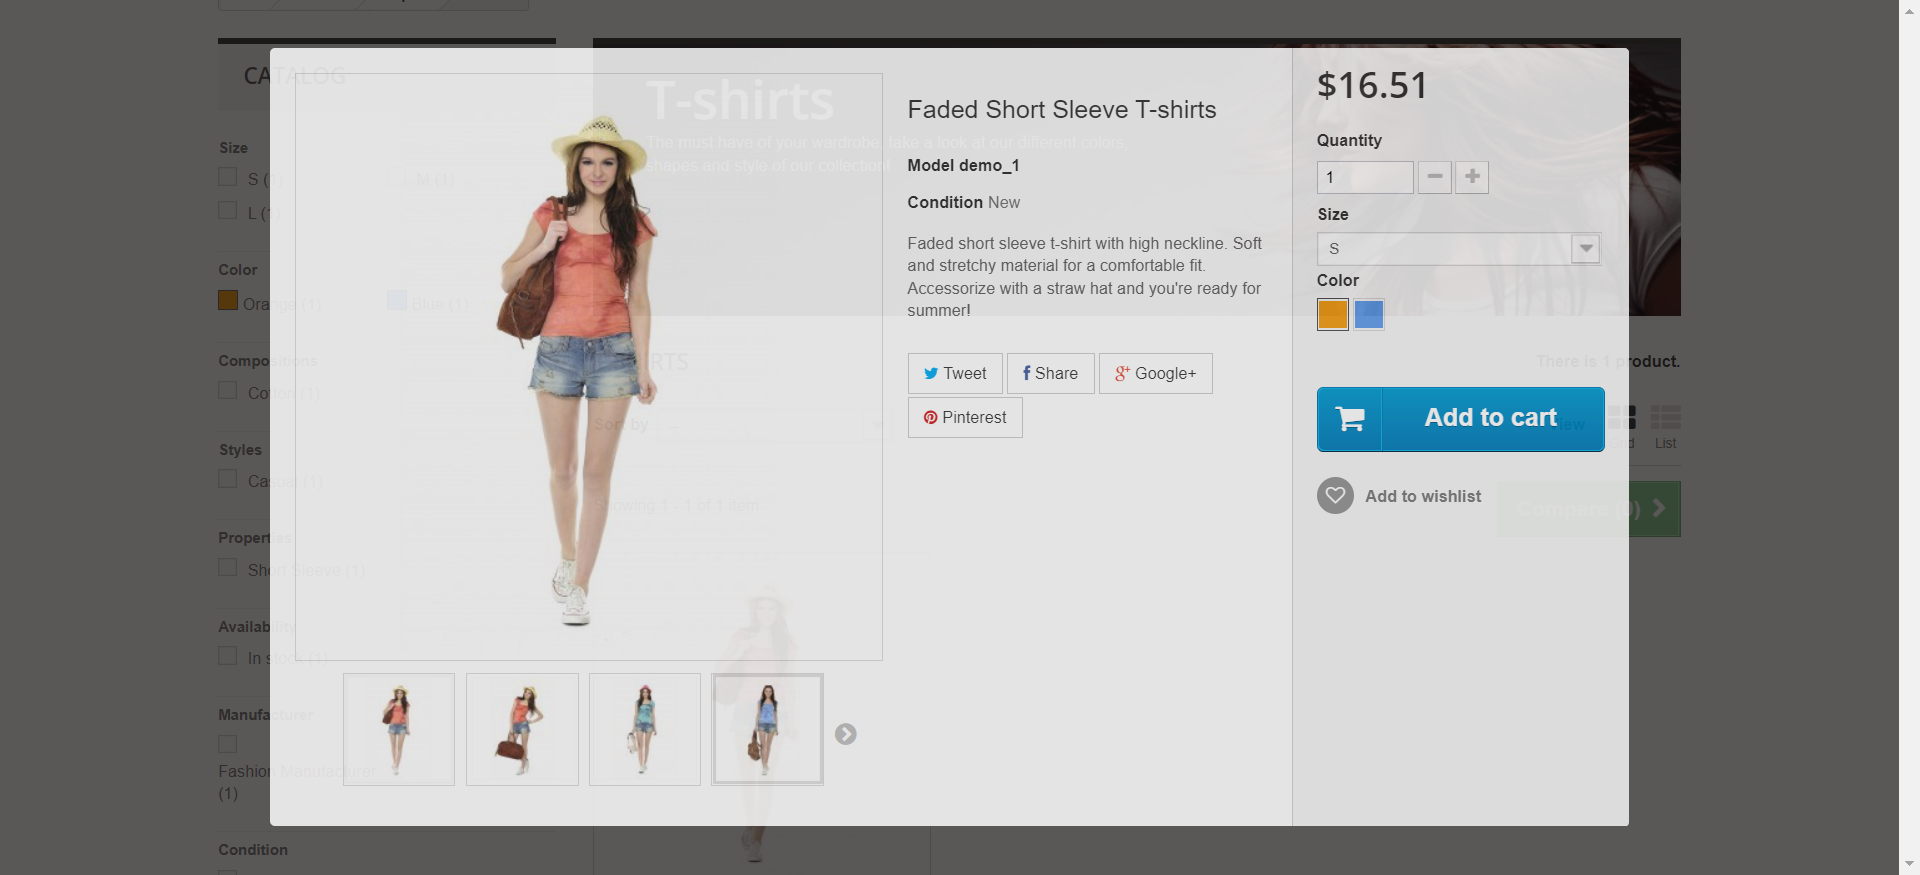 CATALOG
Size
S (1)
M (1)
L (1)
Color
Orange (1)
Blue (1)
Compositions
Cotton (1)
Styles
Casual (1)
Properties
Short Sleeve (1)
Availability
In stock (1)
Manufacturer
Fashion Manufacturer
(1)
Condition
T-shirts
The must have of your wardrobe, take a look at our different colors,
shapes and style of our collection!
Sort by --
Showing 1 - 1 of 1 item
Faded Short Sleeve T-shirts
Model demo_1
Condition New
Faded short sleeve t-shirt with high neckline. Soft
and stretchy material for a comfortable fit.
Accessorize with a straw hat and you're ready for
summer!
Tweet
Share
Google+
Pinterest
$16.51
Quantity
1
Size
S
Color
There is 1 product.
Add to cart
View
Grid
List
Add to wishlist
Compare (0)